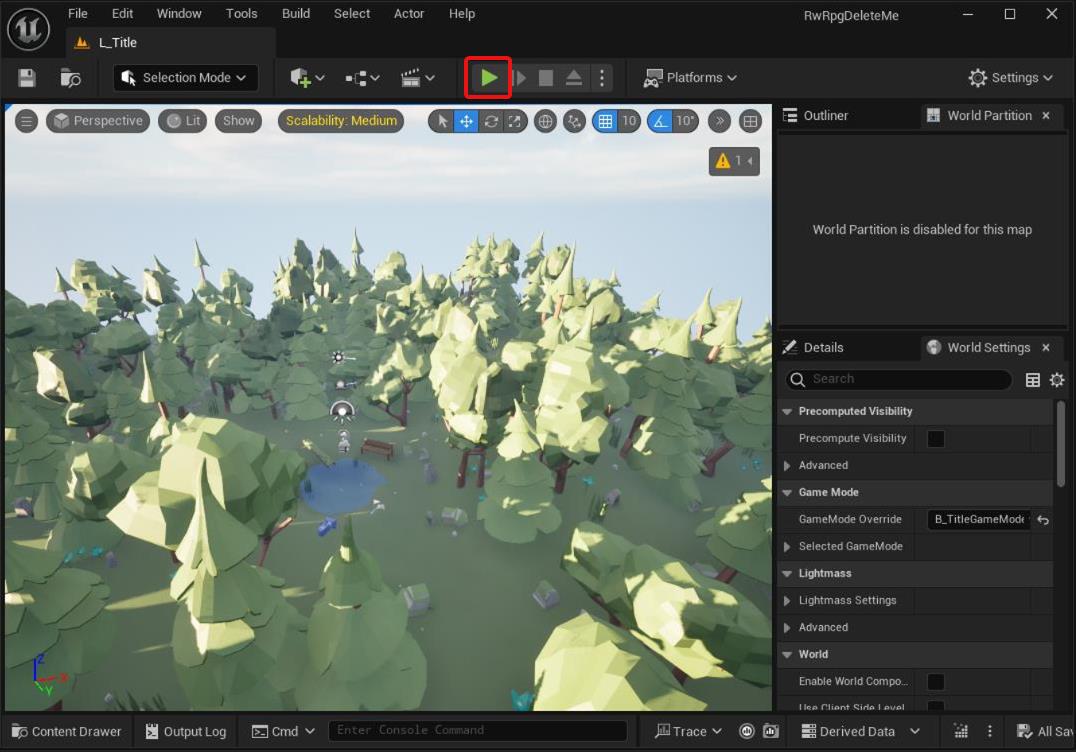 File Edit Window Tools Build Select Actor Help RwRpgDeleteMe
L_Title
Selection Mode Platforms Settings
Perspective Lit Show Scalability: Medium 10 10° 
1
Outliner World Partition
World Partition is disabled for this map
Details World Settings
Search
Precomputed Visibility
Precompute Visibility
Advanced
Game Mode
GameMode Override B_TitleGameMode
Selected GameMode
Lightmass
Lightmass Settings
Advanced
World
Enable World Compo...
Use Client Side Level
Z
X
Y
Content Drawer Output Log Cmd Enter Console Command Trace Derived Data All Sav